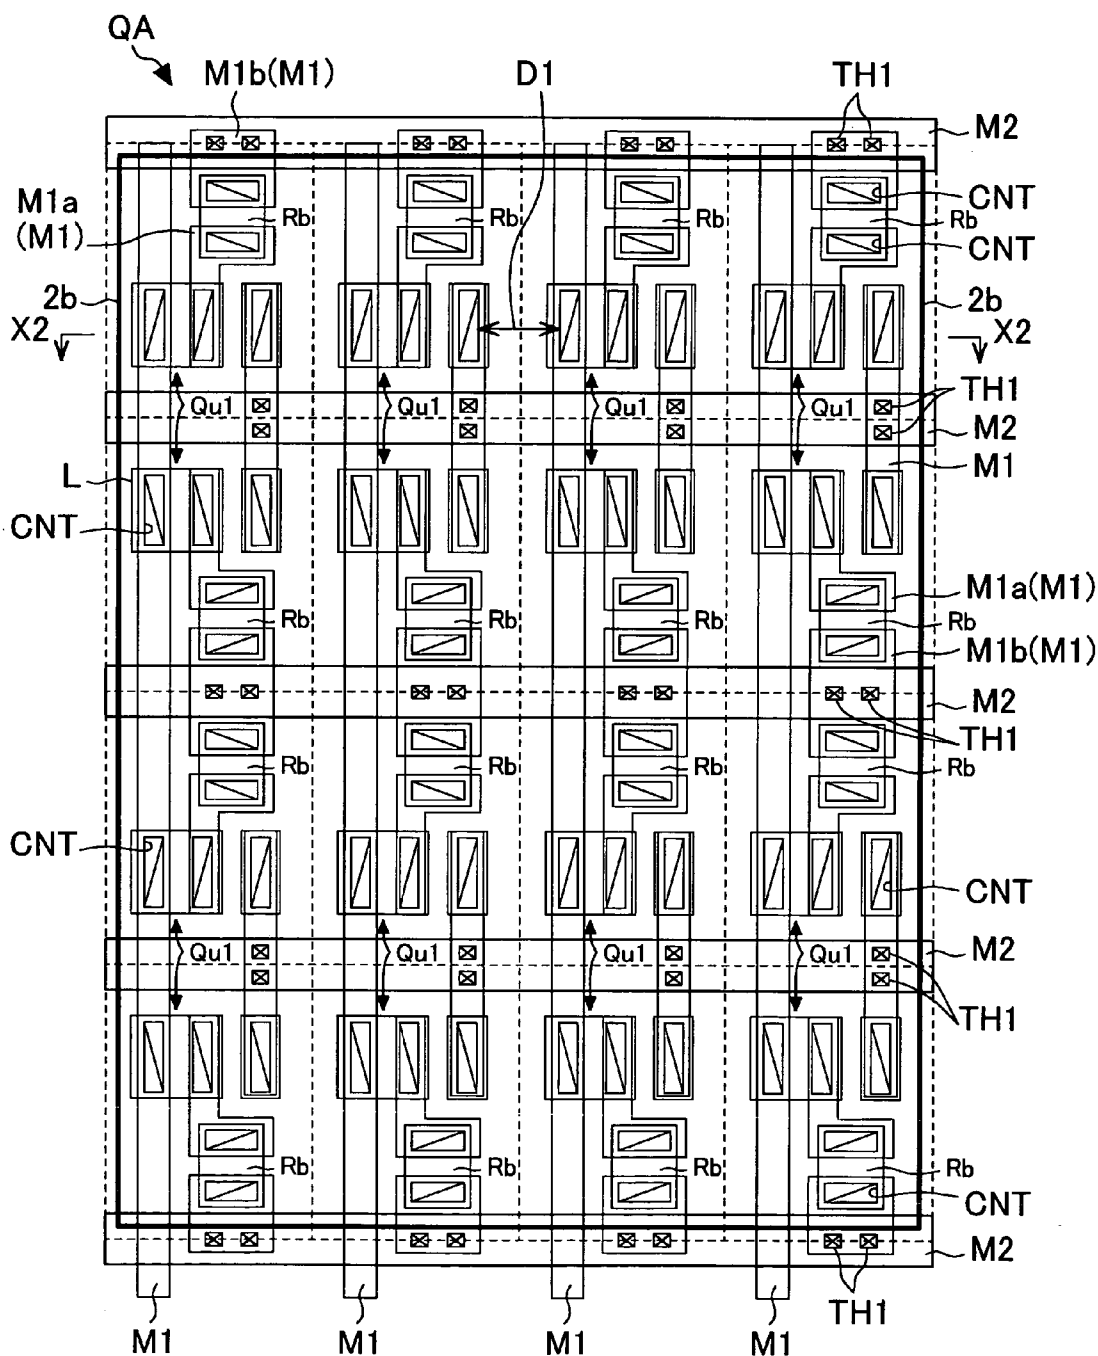 QA
M1b(M1)
D1
TH1
M2
M1a
(M1)
Rb
Rb
Rb
CNT
Rb
CNT
2b
2b
X2
X2
Qu1
Qu1
Qu1
Qu1
TH1
M2
L
M1
CNT
M1a(M1)
Rb
Rb
Rb
Rb
M1b(M1)
M2
TH1
Rb
Rb
Rb
Rb
CNT
CNT
Qu1
Qu1
Qu1
Qu1
M2
TH1
Rb
Rb
Rb
Rb
CNT
M2
M1
M1
M1
M1
TH1